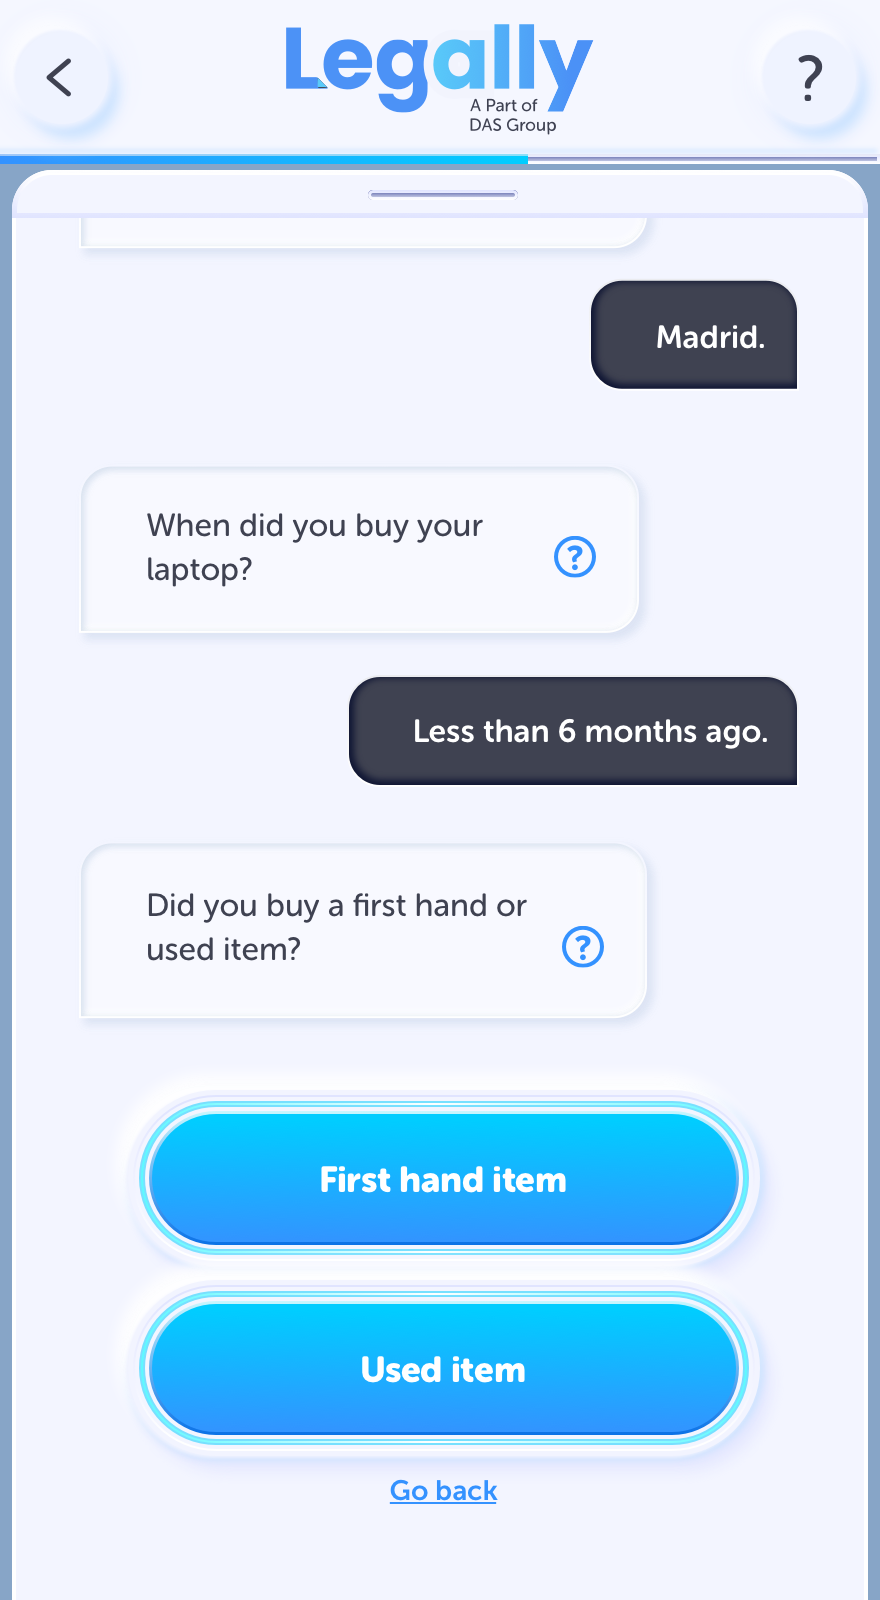 Legally
A Part of
DAS Group
?
Madrid.
When did you buy your
laptop?
?
Less than 6 months ago.
Did you buy a first hand or
used item?
?
First hand item
Used item
Go back